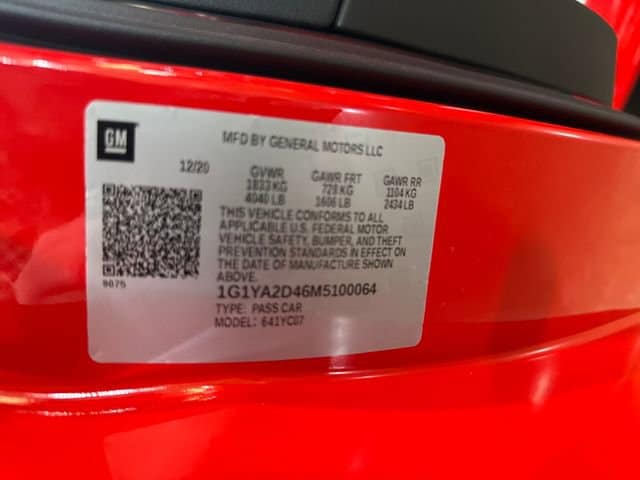 GM
MFD BY GENERAL MOTORS LLC
12/20 GVWR GAWR FRT GAWR RR
1833 KG 728 KG 1104 KG
4040 LB 1606 LB 2434 LB
THIS VEHICLE CONFORMS TO ALL
APPLICABLE U.S. FEDERAL MOTOR
VEHICLE SAFETY, BUMPER, AND THEFT
PREVENTION STANDARDS IN EFFECT ON
THE DATE OF MANUFACTURE SHOWN
ABOVE.
9875
1G1YA2D46M5100064
TYPE: PASS CAR
MODEL: 641YC07